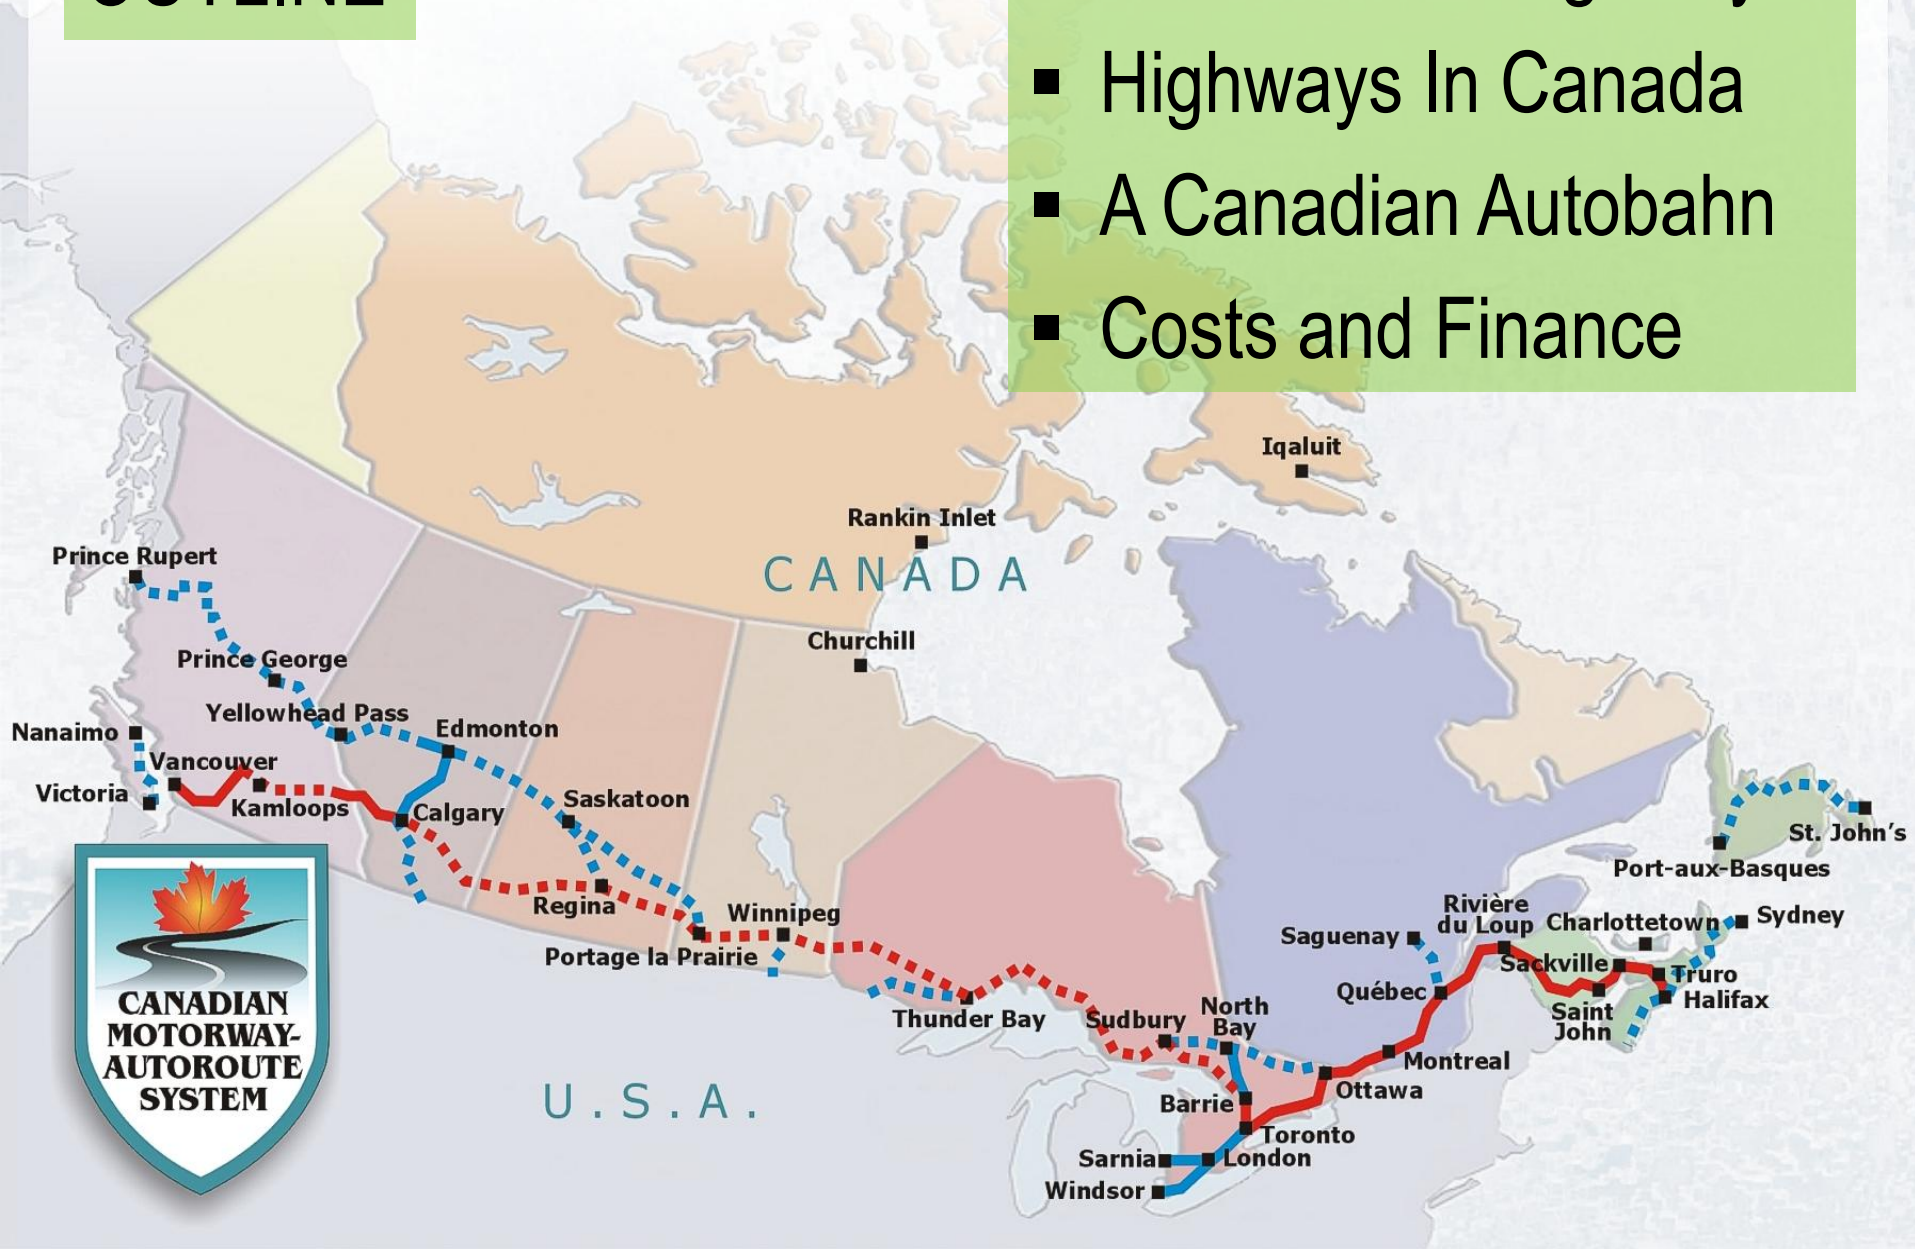 OUTLINE
Highways In Canada
A Canadian Autobahn
Costs and Finance
Iqaluit
Rankin Inlet
CANADA
Prince Rupert
Churchill
Prince George
Yellowhead Pass
Edmonton
Nanaimo
Vancouver
Victoria
Kamloops
Calgary
Saskatoon
St. John's
Port-aux-Basques
Regina
Winnipeg
Portage la Prairie
Rivière
du Loup
Charlottetown
Sydney
Saguenay
Sackville
Truro
Québec
Halifax
Saint
John
Thunder Bay
Sudbury
North
Bay
Montreal
Ottawa
Barrie
Toronto
Sarnia
London
Windsor
U.S.A.
CANADIAN
MOTORWAY-
AUTOROUTE
SYSTEM